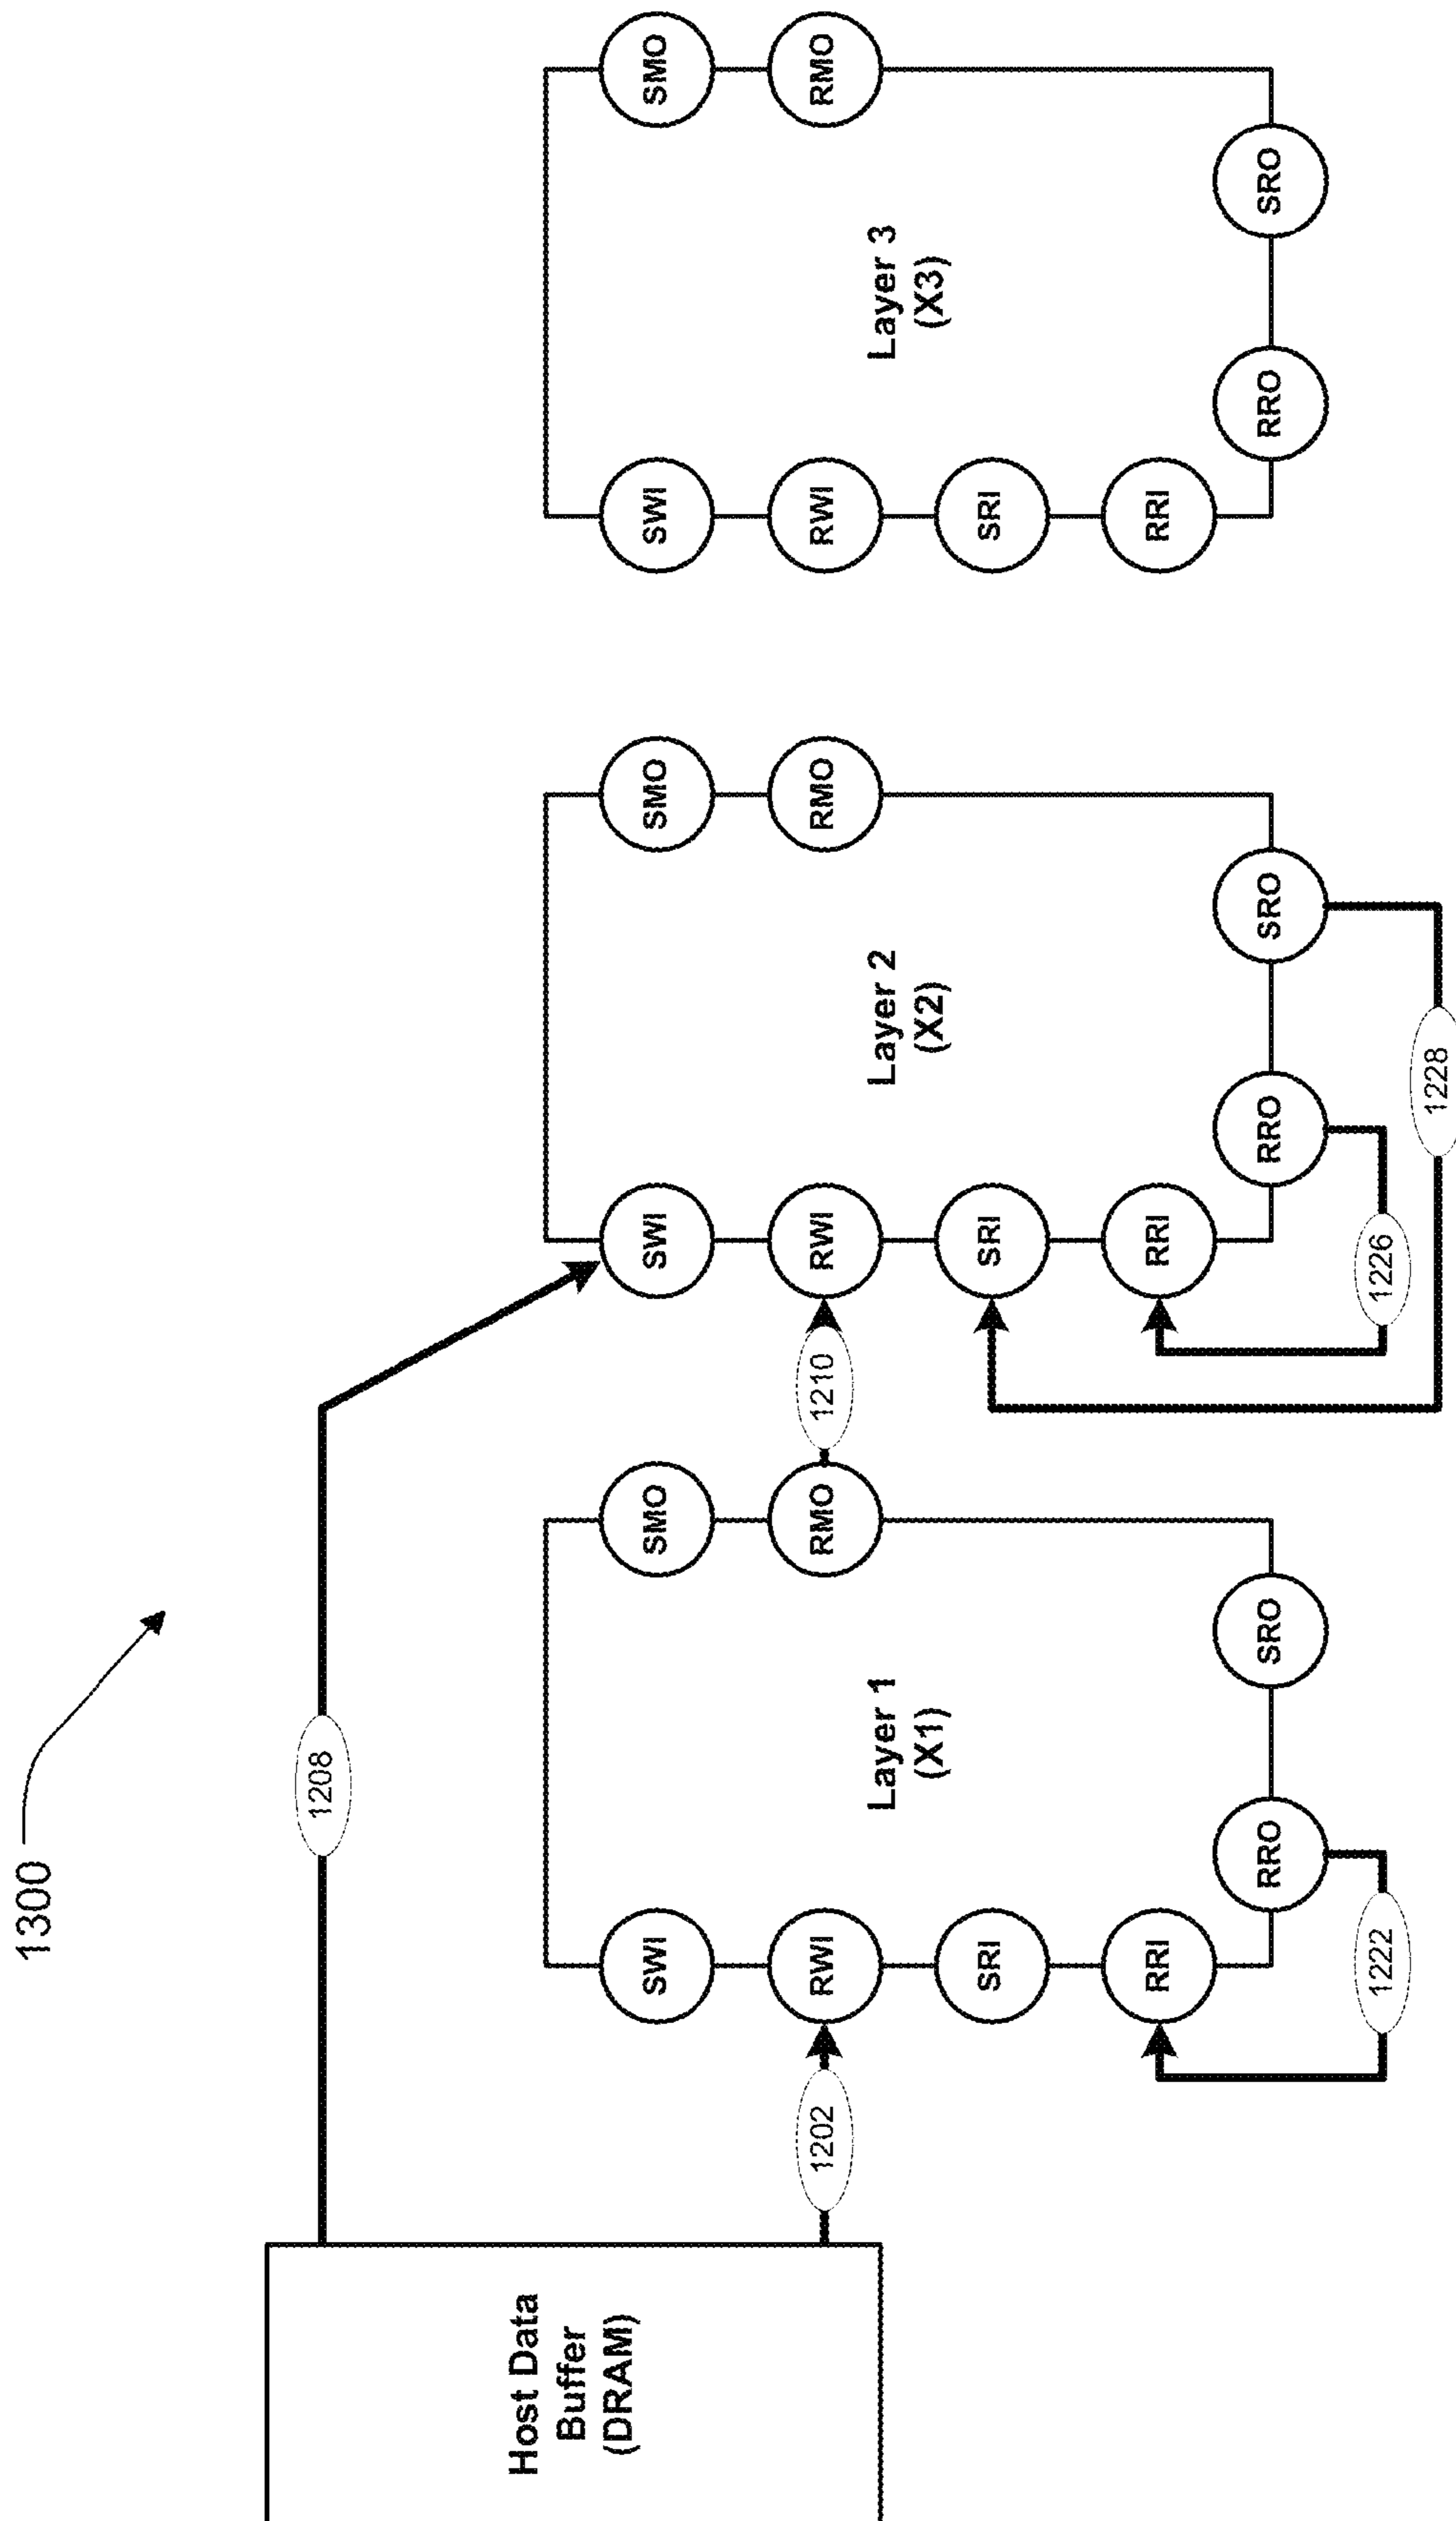 1300
1208
Host Data
Buffer
(DRAM)
SWI
SMO
SWI
SMO
SWI
SMO
1202
RWI
RMO
1210
RWI
RMO
RWI
RMO
Layer 1
(X1)
Layer 2
(X2)
Layer 3
(X3)
SRI
SRI
SRI
RRI
RRI
RRI
RRO
SRO
RRO
SRO
RRO
SRO
1222
1226
1228